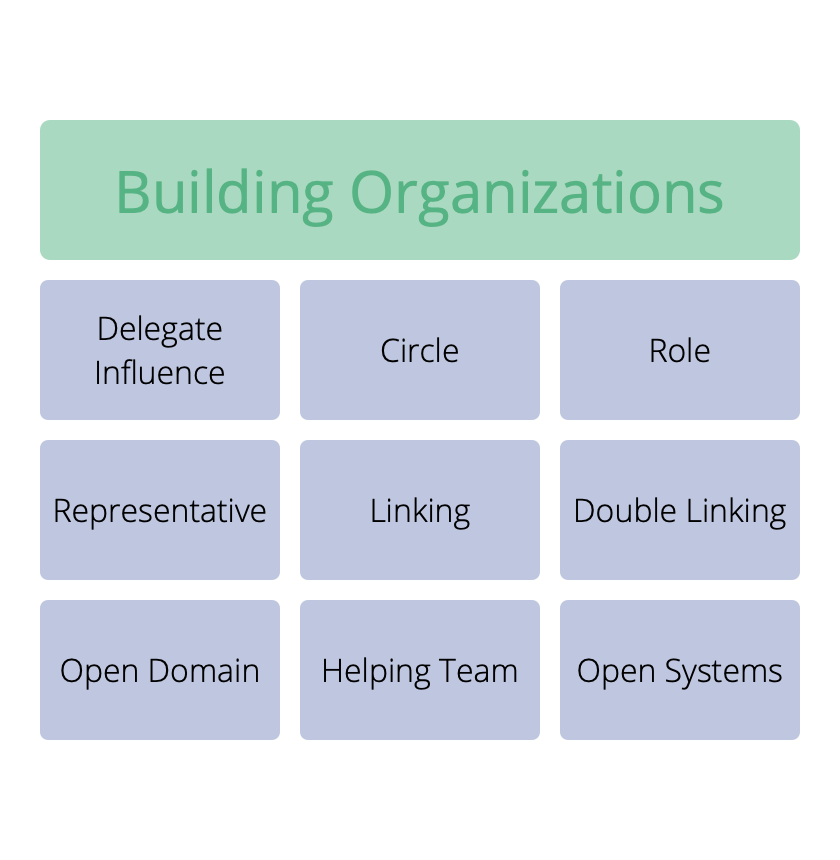 Building Organizations
Delegate
Influence
Circle
Role
Representative
Linking
Double Linking
Open Domain
Helping Team
Open Systems